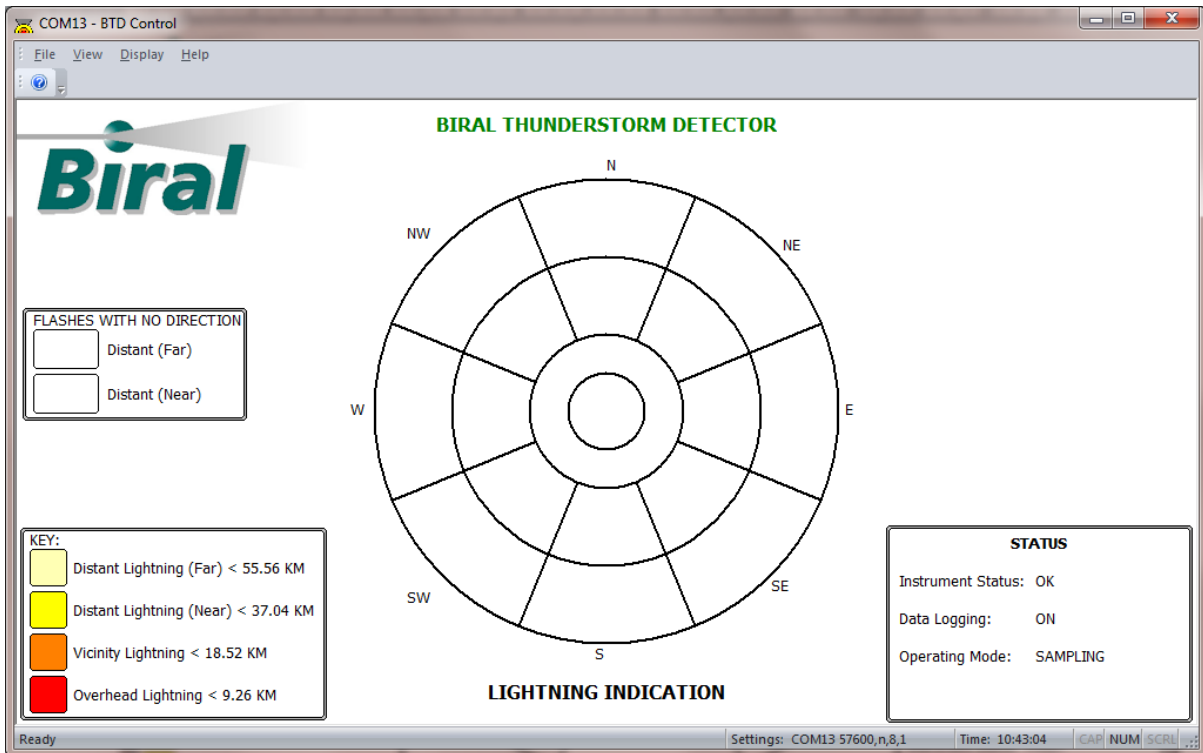 COM13 - BTD Control
File View Display Help
Biral
BIRAL THUNDERSTORM DETECTOR
N
NW
NE
FLASHES WITH NO DIRECTION
Distant (Far)
Distant (Near)
W
E
KEY:
Distant Lightning (Far) < 55.56 KM
Distant Lightning (Near) < 37.04 KM
Vicinity Lightning < 18.52 KM
Overhead Lightning < 9.26 KM
SW
SE
S
LIGHTNING INDICATION
STATUS
Instrument Status: OK
Data Logging: ON
Operating Mode: SAMPLING
Ready
Settings: COM13 57600,n,8,1
Time: 10:43:04
CAP NUM SCRL